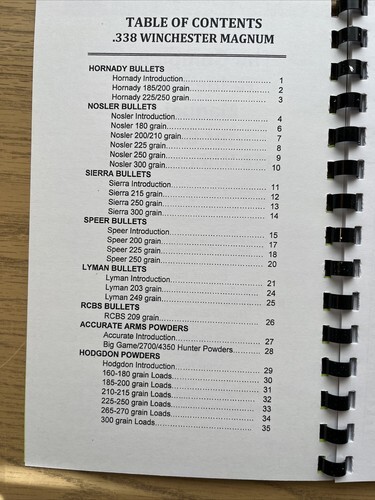 TABLE OF CONTENTS
.338 WINCHESTER MAGNUM
HORNADY BULLETS
Hornady Introduction.......................... 1
Hornady 185/200 grain....................... 2
Hornady 225/250 grain....................... 3
NOSLER BULLETS
Nosler Introduction............................. 4
Nosler 180 grain................................. 6
Nosler 200/210 grain........................... 7
Nosler 225 grain................................. 8
Nosler 250 grain................................. 9
Nosler 300 grain................................. 10
SIERRA BULLETS
Sierra Introduction.............................. 11
Sierra 215 grain.................................. 12
Sierra 250 grain.................................. 13
Sierra 300 grain.................................. 14
SPEER BULLETS
Speer Introduction.............................. 15
Speer 200 grain.................................. 17
Speer 225 grain.................................. 18
Speer 250 grain.................................. 20
LYMAN BULLETS
Lyman Introduction............................. 21
Lyman 203 grain................................. 24
Lyman 249 grain................................. 25
RCBS BULLETS
RCBS 209 grain.................................. 26
ACCURATE ARMS POWDERS
Accurate Introduction.......................... 27
Big Game/2700/4350 Hunter Powders....... 28
HODGDON POWDERS
Hodgdon Introduction.......................... 29
160-180 grain Loads............................ 30
185-200 grain Loads............................ 31
210-215 grain Loads............................ 32
225-250 grain Loads............................ 33
265-270 grain Loads............................ 34
300 grain Loads.................................. 35